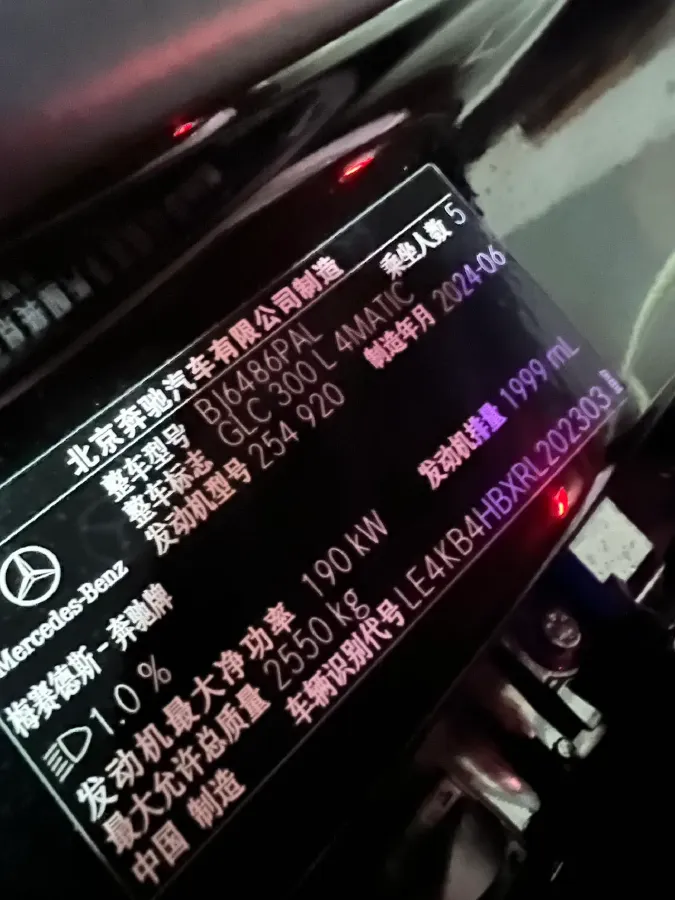 北京奔驰汽车有限公司制造
乘坐人数 5
整车型号 BJ6486PAL
整车标志 GLC 300 L 4MATIC
制造年月 2024-06
发动机型号 254 920
发动机排量 1999 mL
Mercedes-Benz
梅赛德斯-奔驰牌
1.0 %
发动机最大净功率 190 kW
最大允许总质量 2550 kg
车辆识别代号 LE4KB4HBXRL202303
中国 制造